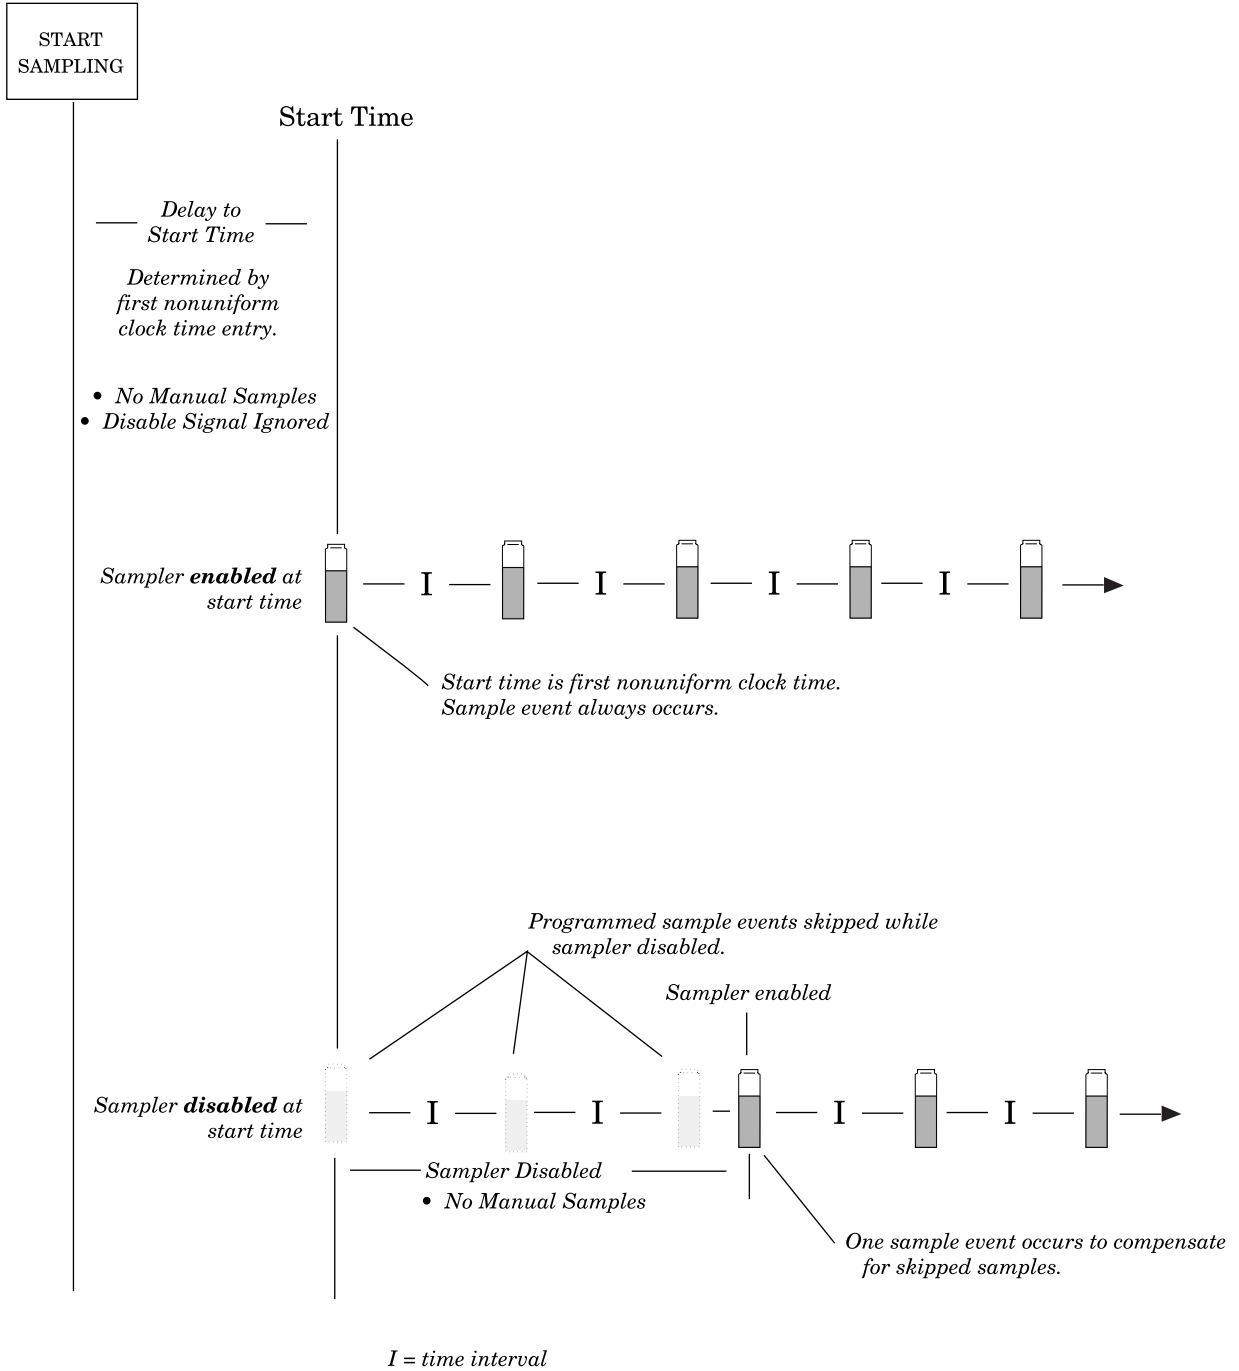 START
SAMPLING
Start Time
Delay to
Start Time
Determined by
first nonuniform
clock time entry.
• No Manual Samples
• Disable Signal Ignored
Sampler enabled at
start time
I I I I
Start time is first nonuniform clock time.
Sample event always occurs.
Programmed sample events skipped while
sampler disabled.
Sampler enabled
Sampler disabled at
start time
I I I I
Sampler Disabled
• No Manual Samples
One sample event occurs to compensate
for skipped samples.
I = time interval